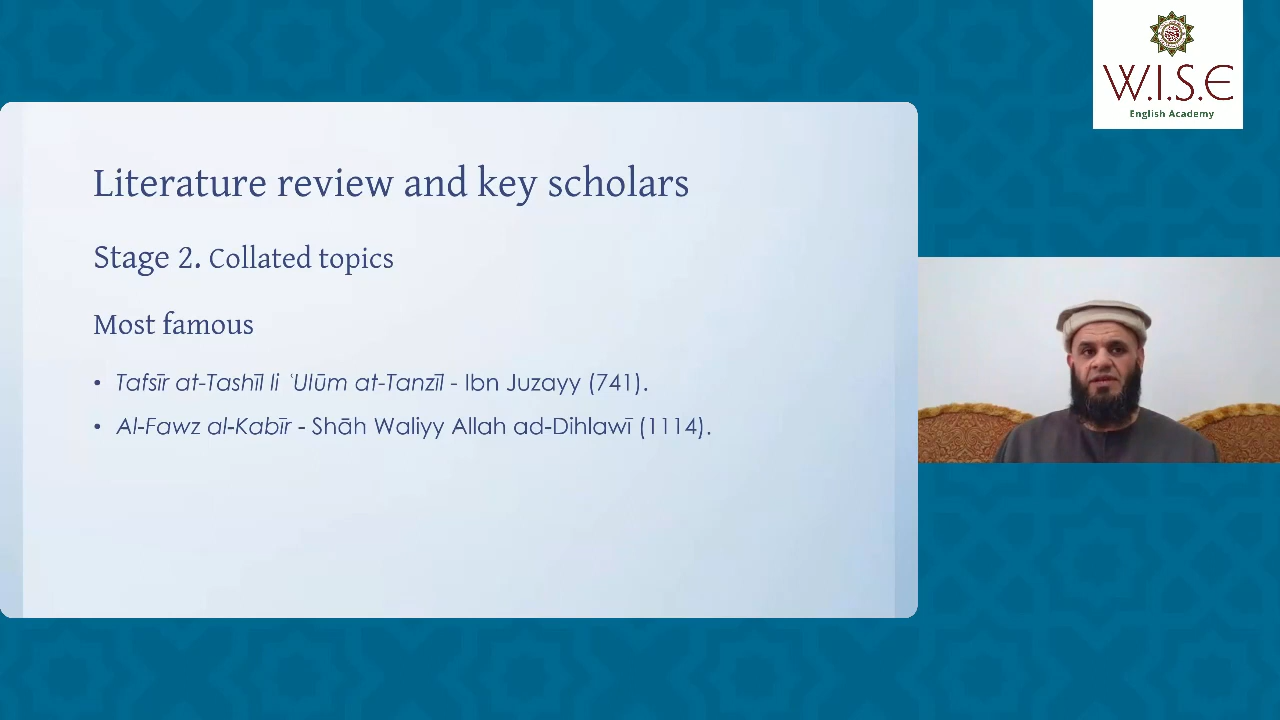 W.I.S.E
English Academy
Literature review and key scholars
Stage 2. Collated topics
Most famous
• Tafsīr at-Tashīl li ʿUlūm at-Tanzīl - Ibn Juzayy (741).
• Al-Fawz al-Kabīr - Shāh Waliyy Allah ad-Dihlawī (1114).